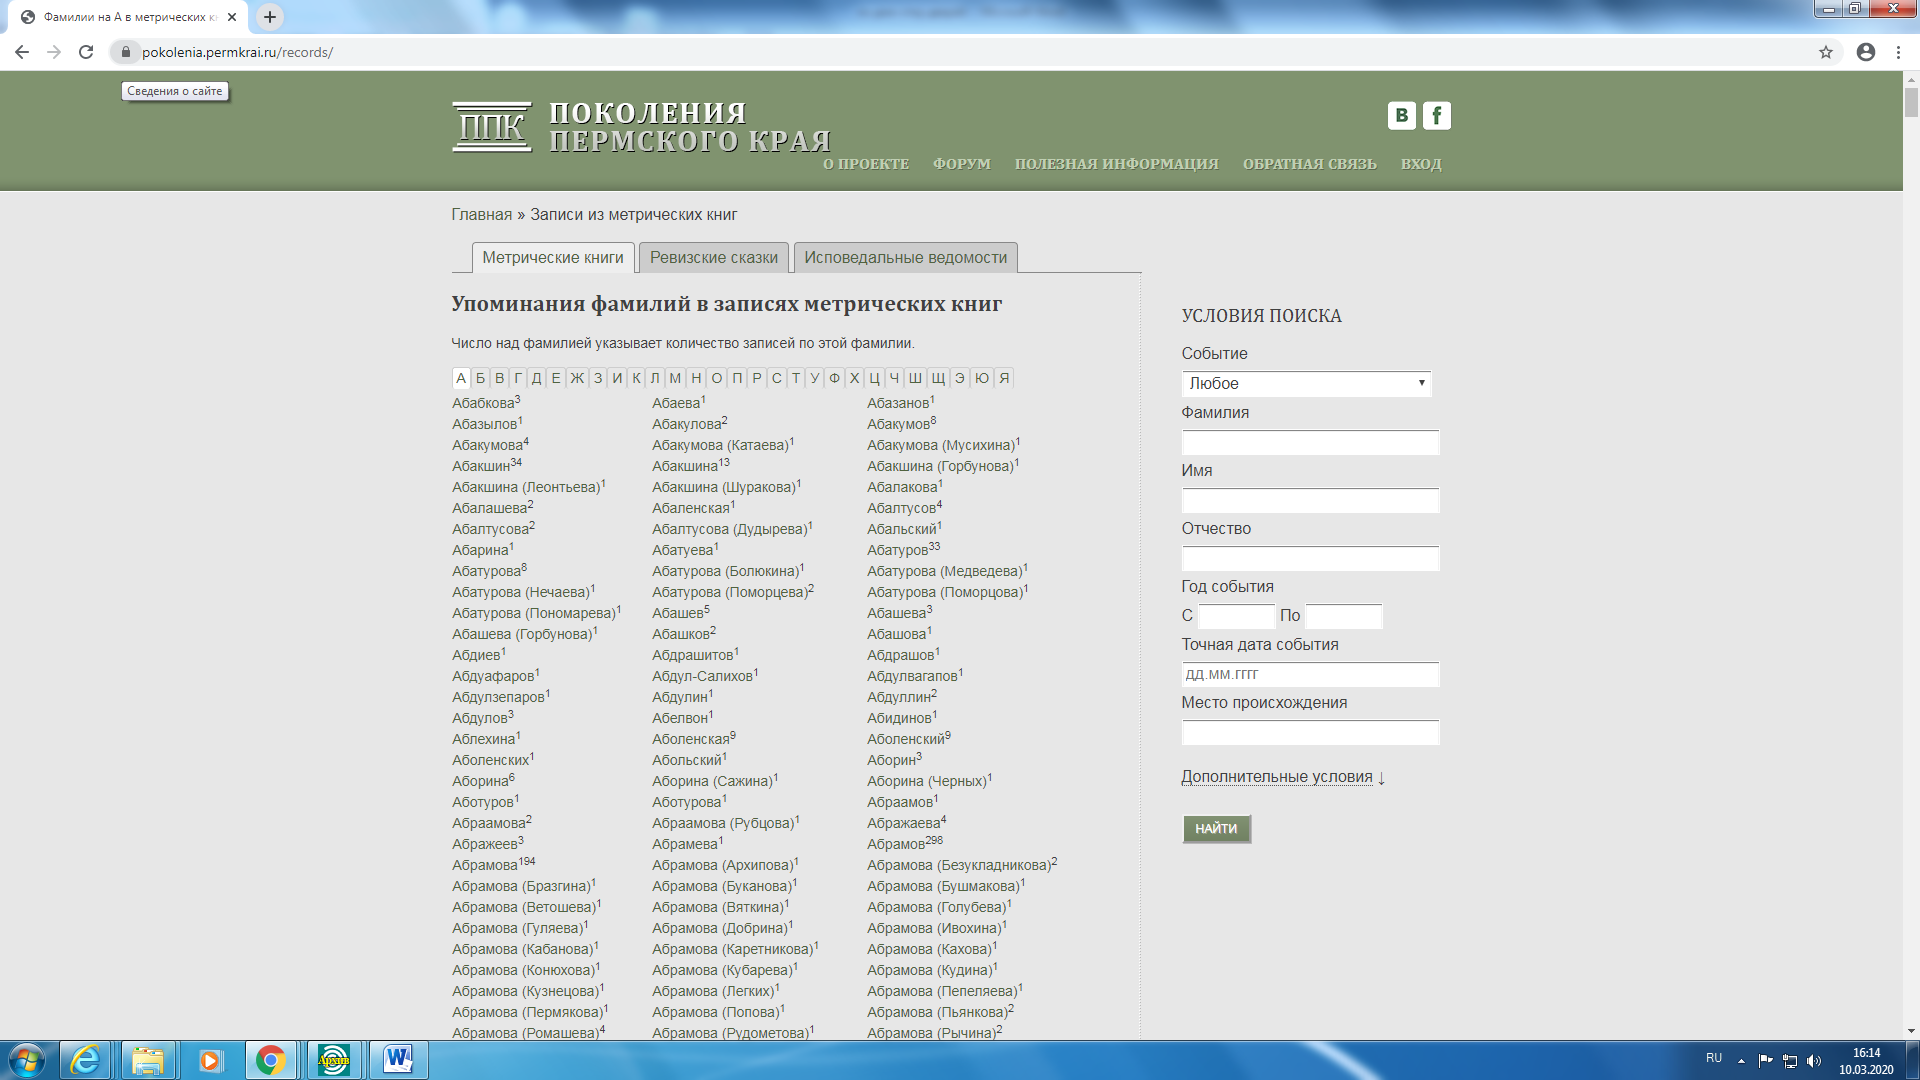 Фамилии на А в метрических кн
pokolenia.permkrai.ru/records/
Сведения о сайте
ППК
ПОКОЛЕНИЯ
ПЕРМСКОГО КРАЯ
В f
О ПРОЕКТЕ ФОРУМ ПОЛЕЗНАЯ ИНФОРМАЦИЯ ОБРАТНАЯ СВЯЗЬ ВХОД
Главная » Записи из метрических книг
Метрические книги Ревизские сказки Исповедальные ведомости
Упоминания фамилий в записях метрических книг
Число над фамилией указывает количество записей по этой фамилии.
А Б В Г Д Е Ж З И К Л М Н О П Р С Т У Ф Х Ц Ч Ш Щ Э Ю Я
Абабкова3 Абаева1 Абазанов1
Абазылов1 Абакулова2 Абакумов8
Абакумова4 Абакумова (Катаева)1 Абакумова (Мусихина)1
Абакшин34 Абакшина13 Абакшина (Горбунова)1
Абакшина (Леонтьева)1 Абакшина (Шуракова)1 Абалакова1
Абалашева2 Абаленская1 Абалтусов4
Абалтусова2 Абалтусова (Дудырева)1 Абальский1
Абарина1 Абатуева1 Абатуров33
Абатурова8 Абатурова (Болюкина)1 Абатурова (Медведева)1
Абатурова (Нечаева)1 Абатурова (Поморцева)2 Абатурова (Поморцова)1
Абатурова (Пономарева)1 Абашев5 Абашева3
Абашева (Горбунова)1 Абашков2 Абашова1
Абдиев1 Абдрашитов1 Абдрашов1
Абдуафаров1 Абдул-Салихов1 Абдулвагапов1
Абдулзепаров1 Абдулин1 Абдуллин2
Абдулов3 Абелвон1 Абидинов1
Аблехина1 Аболенская9 Аболенский9
Аболенских1 Абольский1 Аборин3
Аборина6 Аборина (Сажина)1 Аборина (Черных)1
Аботуров1 Аботурова1 Абраамов1
Абраамова2 Абраамова (Рубцова)1 Абражаева4
Абражеев3 Абрамева1 Абрамов298
Абрамова194 Абрамова (Архипова)1 Абрамова (Безукладникова)2
Абрамова (Бразгина)1 Абрамова (Буканова)1 Абрамова (Бушмакова)1
Абрамова (Ветошева)1 Абрамова (Вяткина)1 Абрамова (Голубева)1
Абрамова (Гуляева)1 Абрамова (Добрина)1 Абрамова (Ивохина)1
Абрамова (Кабанова)1 Абрамова (Каретникова)1 Абрамова (Кахова)1
Абрамова (Конюхова)1 Абрамова (Кубарева)1 Абрамова (Кудина)1
Абрамова (Кузнецова)1 Абрамова (Легких)1 Абрамова (Пепеляева)1
Абрамова (Пермякова)1 Абрамова (Попова)1 Абрамова (Пьянкова)2
Абрамова (Ромашева)4 Абрамова (Рудометова)1 Абрамова (Рычина)2
УСЛОВИЯ ПОИСКА
Событие
Любое
Фамилия
Имя
Отчество
Год события
С По
Точная дата события
ДД.ММ.ГГГГ
Место происхождения
Дополнительные условия ↓
НАЙТИ
Архив
RU
16:14
10.03.2020